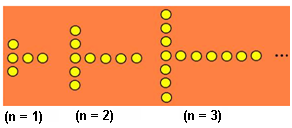 ...
(n = 1) (n = 2) (n = 3)